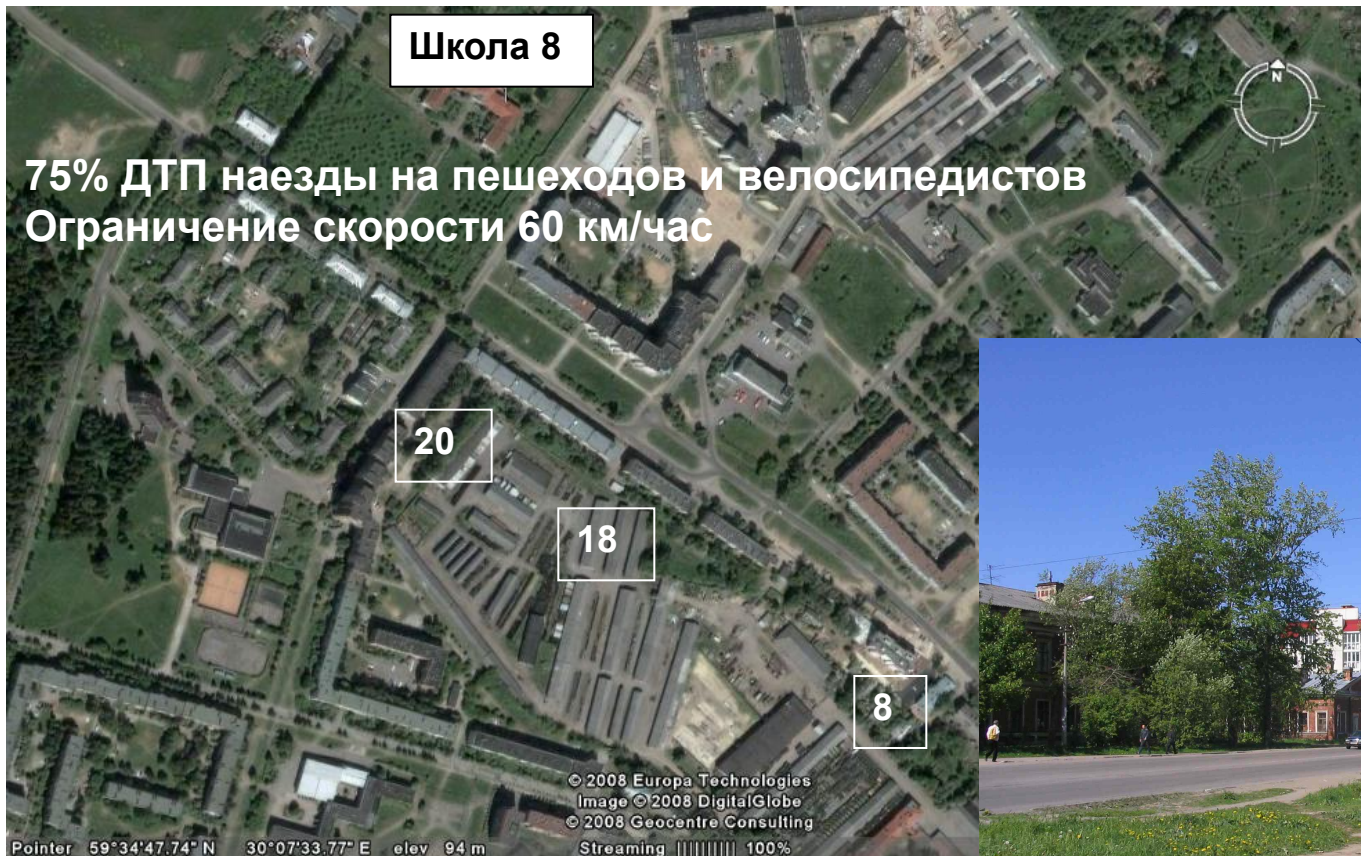 Школа 8
N
75% ДТП наезды на пешеходов и велосипедистов
Ограничение скорости 60 км/час
20
18
8
© 2008 Europa Technologies
Image © 2008 DigitalGlobe
© 2008 Geocentre Consulting
Pointer 59°34'47.74" N 30°07'33.77" E elev 94 m Streaming ||||||||| 100%